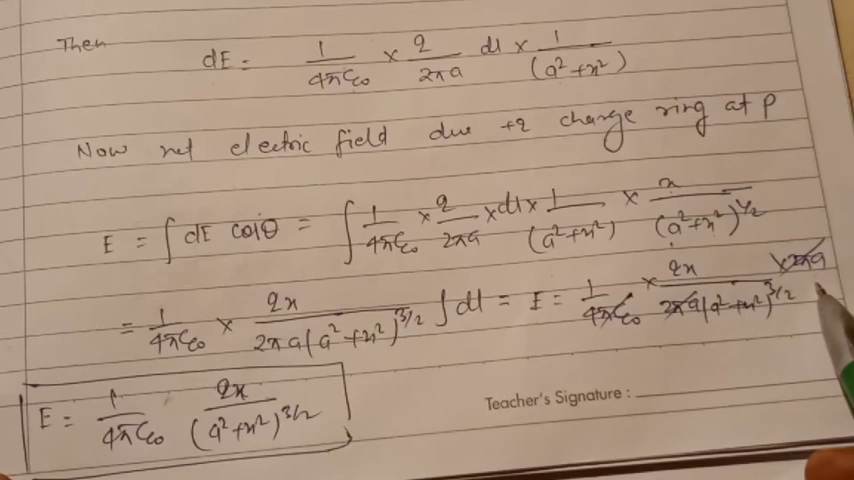 Then
dE = 1/4πε₀ × q/2πa dl × 1/(a²+x²)
Now net electric field due +q charge ring at P
E = ∫ dE cosθ = ∫ 1/4πε₀ × q/2πa × dl × 1/(a²+x²) × x/(a²+x²)^1/2
= 1/4πε₀ × qx/2πa(a²+x²)^3/2 ∫ dl = E = 1/4πε₀ × qx/2πa(a²+x²)^3/2 × 2πa
E = 1/4πε₀ qx/(a²+x²)^3/2
Teacher's Signature :